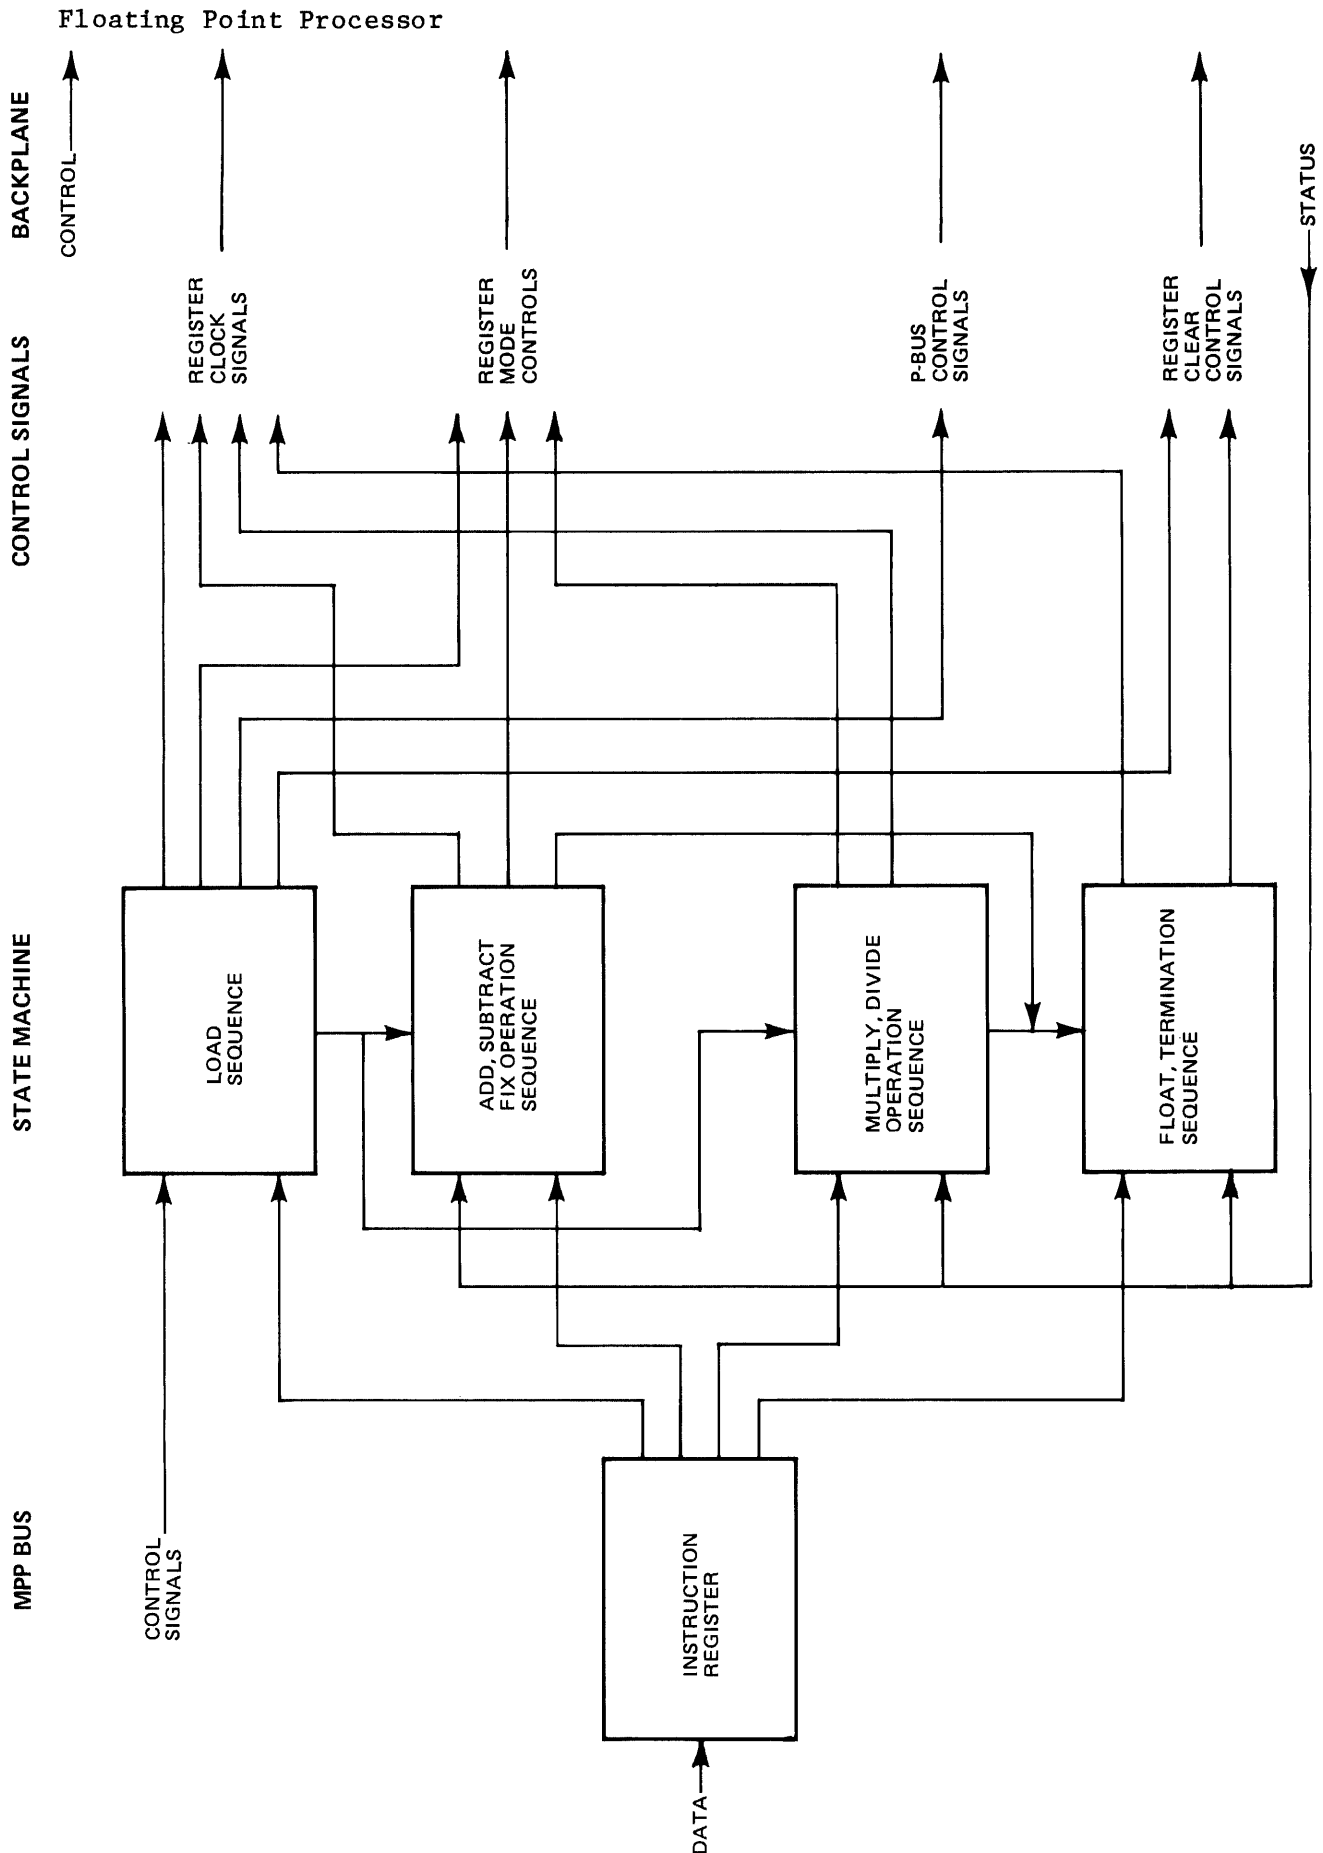 Floating Point Processor
MPP BUS
STATE MACHINE
CONTROL SIGNALS
BACKPLANE
CONTROL
SIGNALS
DATA
INSTRUCTION
REGISTER
LOAD
SEQUENCE
ADD, SUBTRACT
FIX OPERATION
SEQUENCE
MULTIPLY, DIVIDE
OPERATION
SEQUENCE
FLOAT, TERMINATION
SEQUENCE
REGISTER
CLOCK
SIGNALS
REGISTER
MODE
CONTROLS
P-BUS
CONTROL
SIGNALS
REGISTER
CLEAR
CONTROL
SIGNALS
CONTROL
STATUS